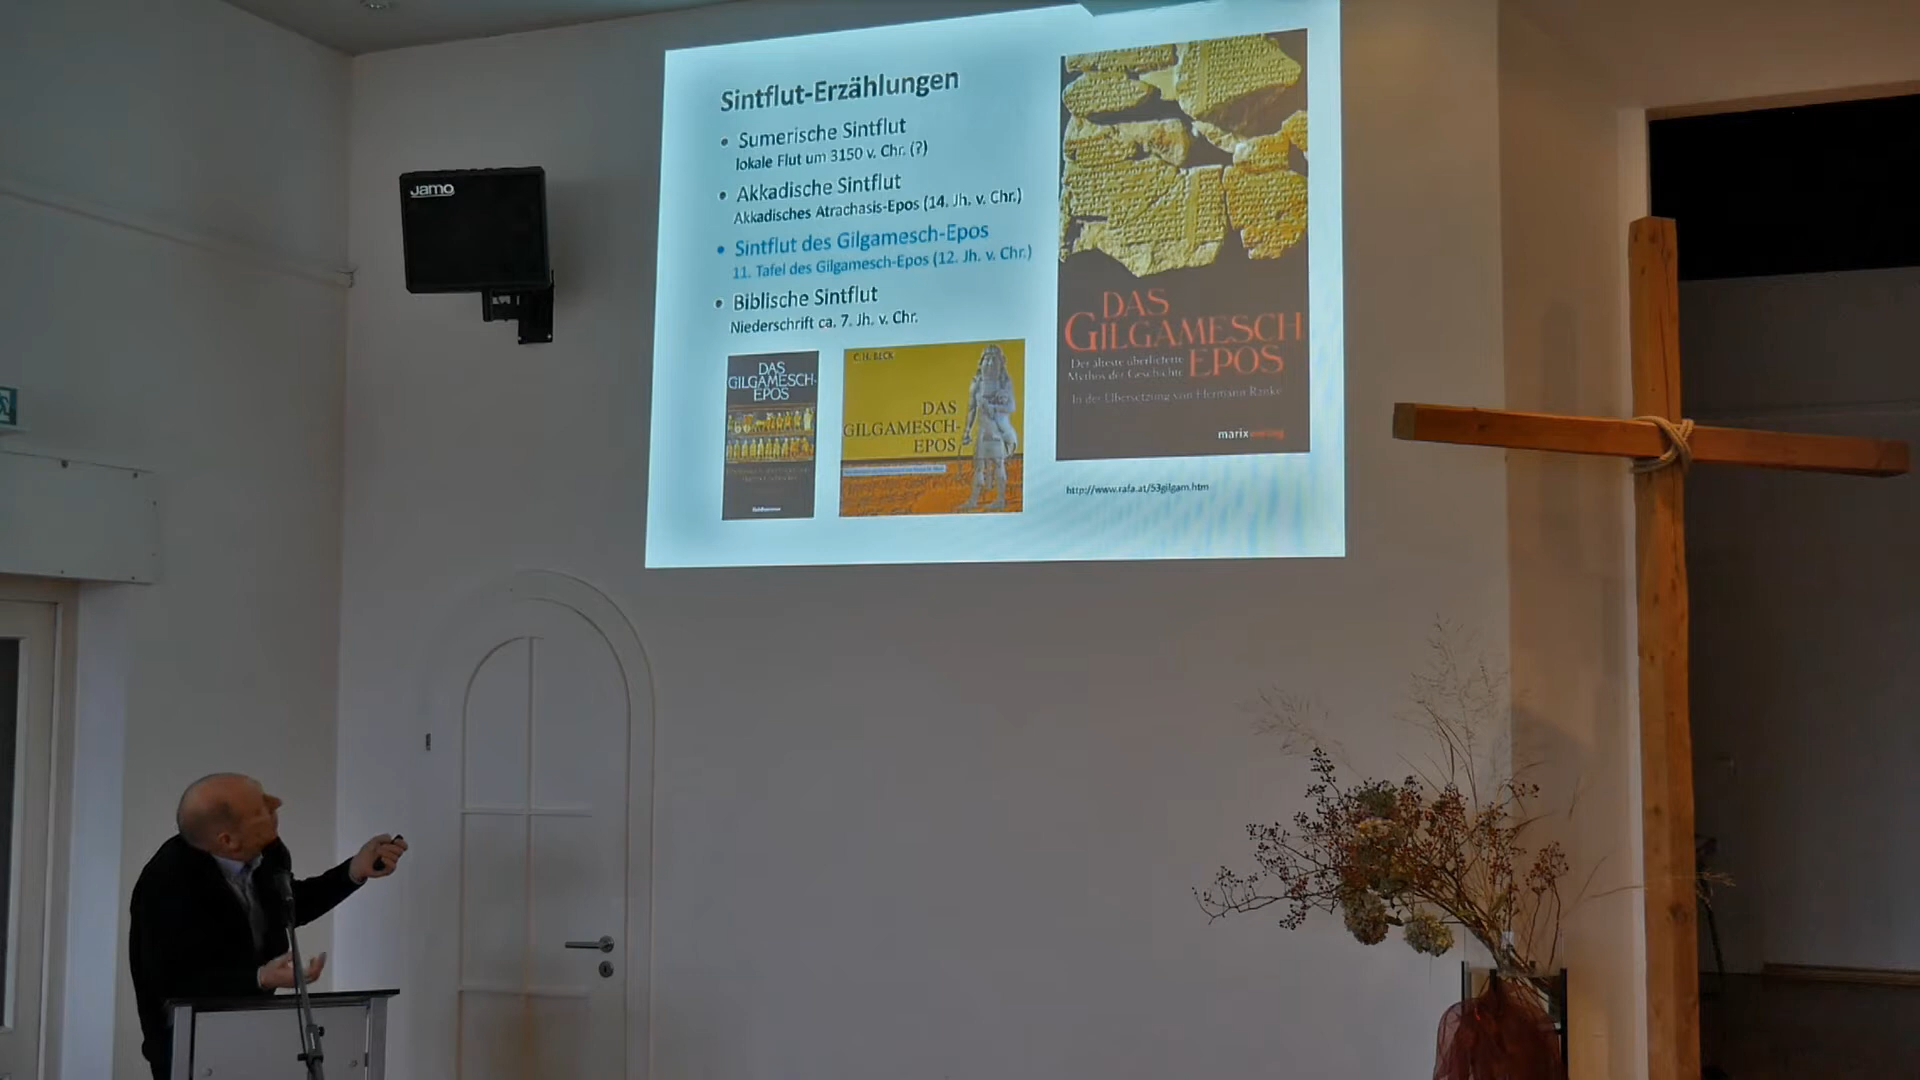 Jamo
Sintflut-Erzählungen
• Sumerische Sintflut
lokale Flut um 3150 v. Chr. (?)
• Akkadische Sintflut
Akkadisches Atrachasis-Epos (14. Jh. v. Chr.)
• Sintflut des Gilgamesch-Epos
11. Tafel des Gilgamesch-Epos (12. Jh. v. Chr.)
• Biblische Sintflut
Niederschrift ca. 7. Jh. v. Chr.
DAS
GILGAMESCH-
EPOS
C. H. BECK
DAS
GILGAMESCH-
EPOS
DAS
GILGAMESCH
EPOS
Der älteste überlieferte
Mythos der Geschichte
In der Übersetzung von Hermann Ranke
marixverlag
http://www.rafa.at/53gilgam.htm